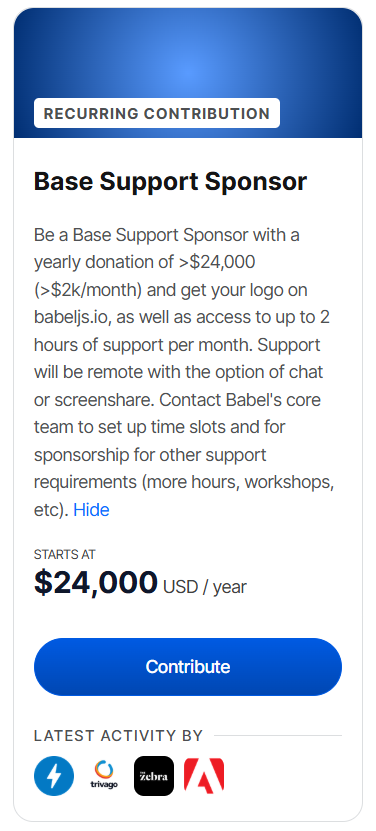 RECURRING CONTRIBUTION
Base Support Sponsor
Be a Base Support Sponsor with a
yearly donation of >$24,000
(>$2k/month) and get your logo on
babeljs.io, as well as access to up to 2
hours of support per month. Support
will be remote with the option of chat
or screenshare. Contact Babel's core
team to set up time slots and for
sponsorship for other support
requirements (more hours, workshops,
etc). Hide
STARTS AT
$24,000 USD / year
Contribute
LATEST ACTIVITY BY
trivago
THE zebra